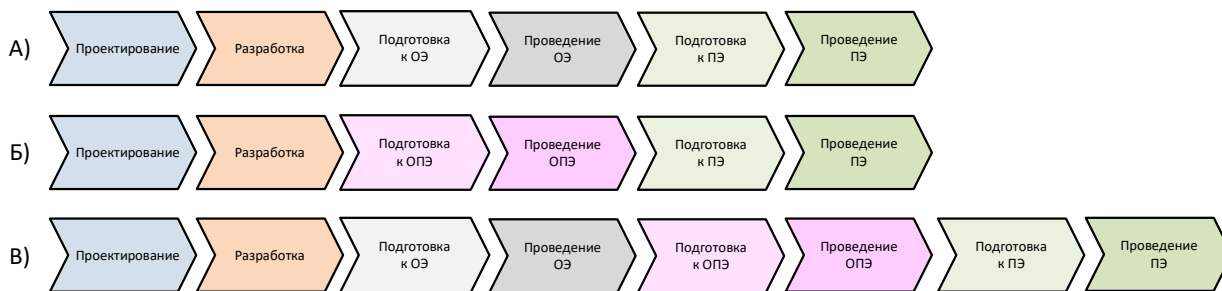 А)
Проектирование
Разработка
Подготовка
к ОЭ
Проведение
ОЭ
Подготовка
к ПЭ
Проведение
ПЭ
Б)
Проектирование
Разработка
Подготовка
к ОПЭ
Проведение
ОПЭ
Подготовка
к ПЭ
Проведение
ПЭ
В)
Проектирование
Разработка
Подготовка
к ОЭ
Проведение
ОЭ
Подготовка
к ОПЭ
Проведение
ОПЭ
Подготовка
к ПЭ
Проведение
ПЭ